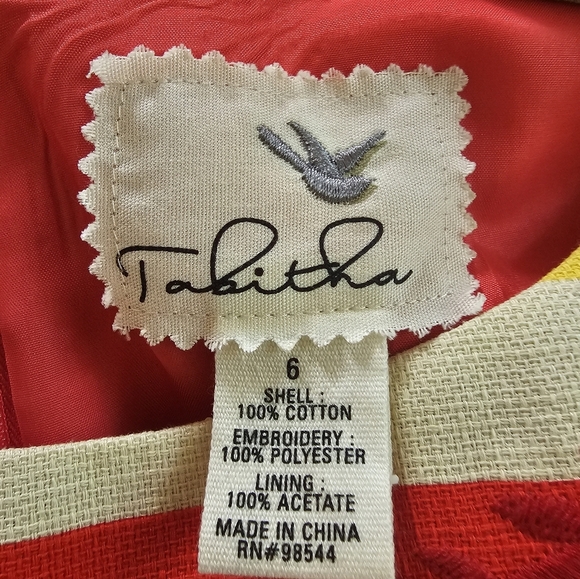 Tabitha
6
SHELL :
100% COTTON
EMBROIDERY :
100% POLYESTER
LINING :
100% ACETATE
MADE IN CHINA
RN#98544